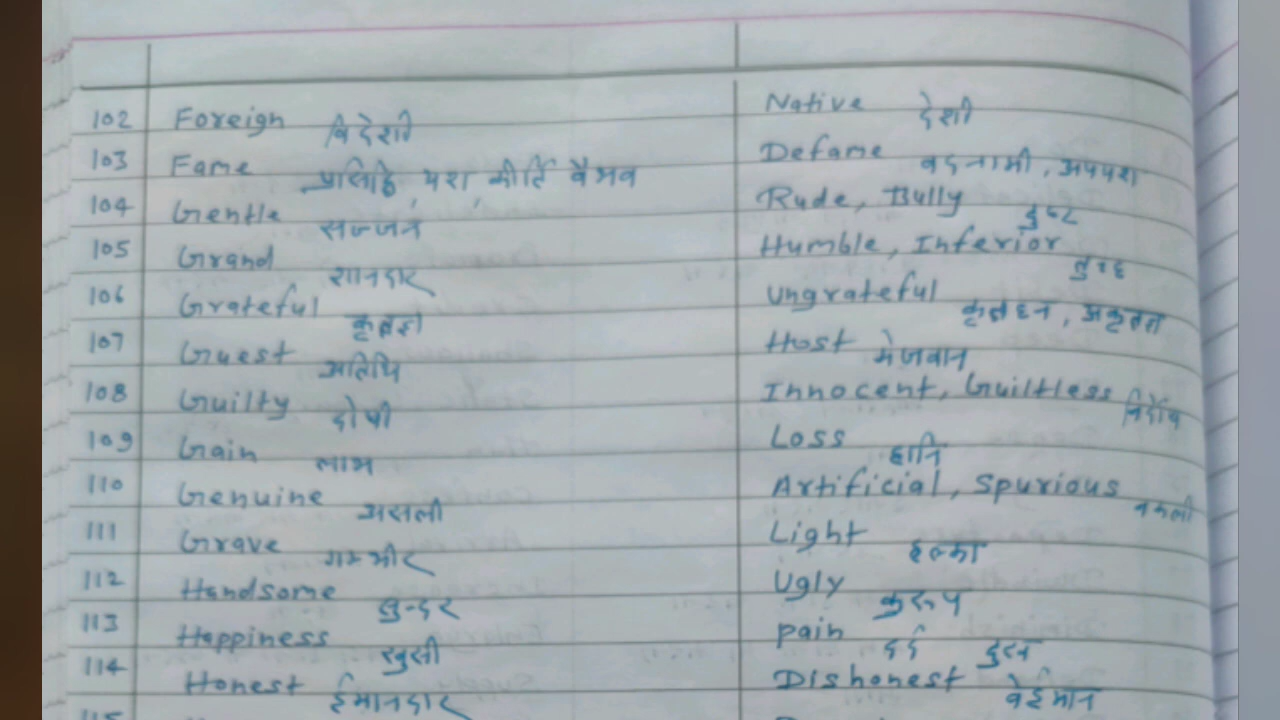 102 Foreign विदेशी Native देशी
103 Fame प्रसिद्धि, यश, कीर्ति वैभव Defame बदनामी, अपयश
104 Gentle सज्जन Rude, Bully दुष्ट
105 Grand शानदार Humble, Inferior तुच्छ
106 Grateful कृतज्ञ Ungrateful कृतघ्न, अकृतज्ञ
107 Guest अतिथि Host मेजबान
108 Guilty दोषी Innocent, Guiltless निर्दोष
109 Gain लाभ Loss हानि
110 Genuine असली Artificial, Spurious नकली
111 Grave गम्भीर Light हल्का
112 Handsome सुन्दर Ugly कुरूप
113 Happiness खुसी Pain दर्द दुःख
114 Honest ईमानदार Dishonest बेईमान
115